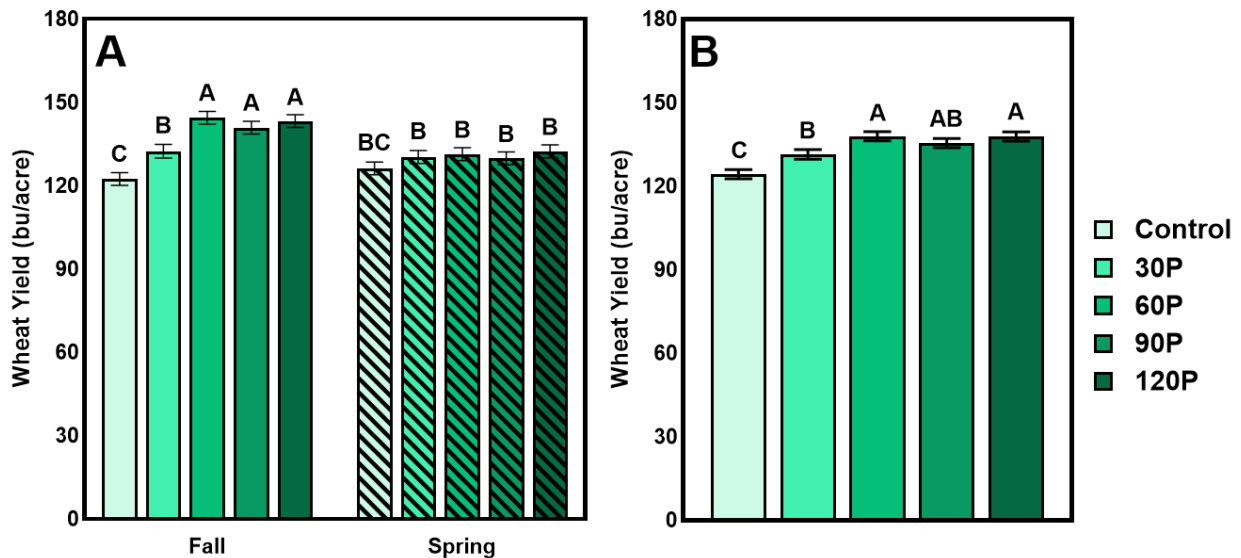 A
Wheat Yield (bu/acre)
180
150
120
90
60
30
0
C
B
A
A
A
BC
B
B
B
B
Fall
Spring
B
Wheat Yield (bu/acre)
180
150
120
90
60
30
0
C
B
A
AB
A
Control
30P
60P
90P
120P